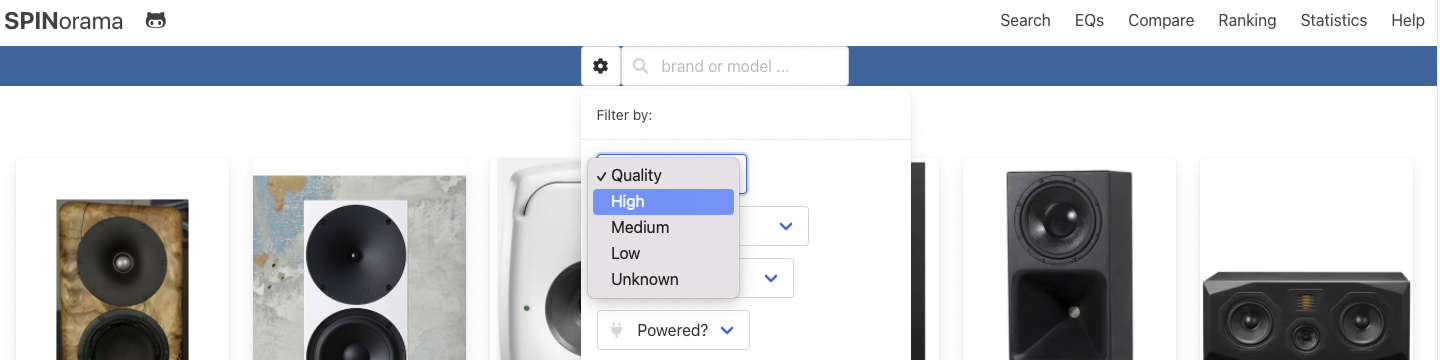 SPINorama
Search EQs Compare Ranking Statistics Help
brand or model ...
Filter by:
✓ Quality
High
Medium
Low
Unknown
Powered?